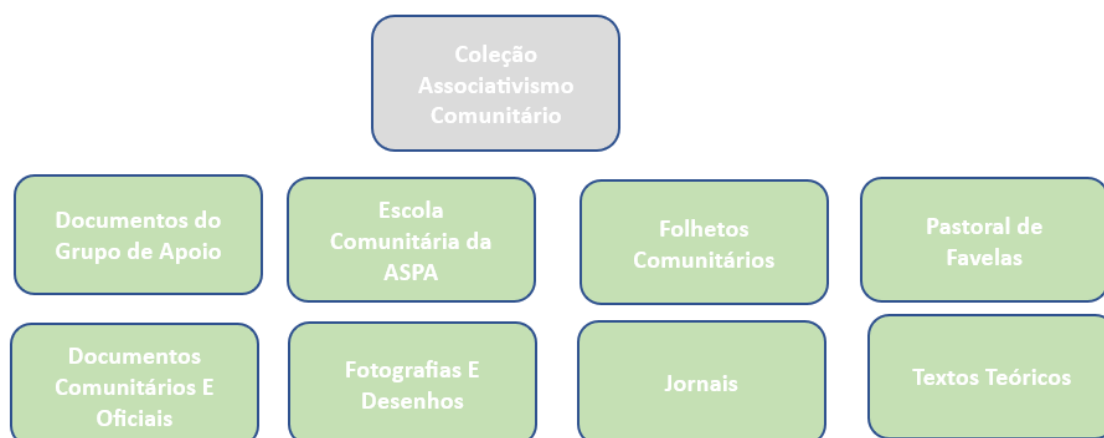 Coleção
Associativismo
Comunitário
Documentos do
Grupo de Apoio
Escola
Comunitária da
ASPA
Folhetos
Comunitários
Pastoral de
Favelas
Documentos
Comunitários E
Oficiais
Fotografias E
Desenhos
Jornais
Textos Teóricos